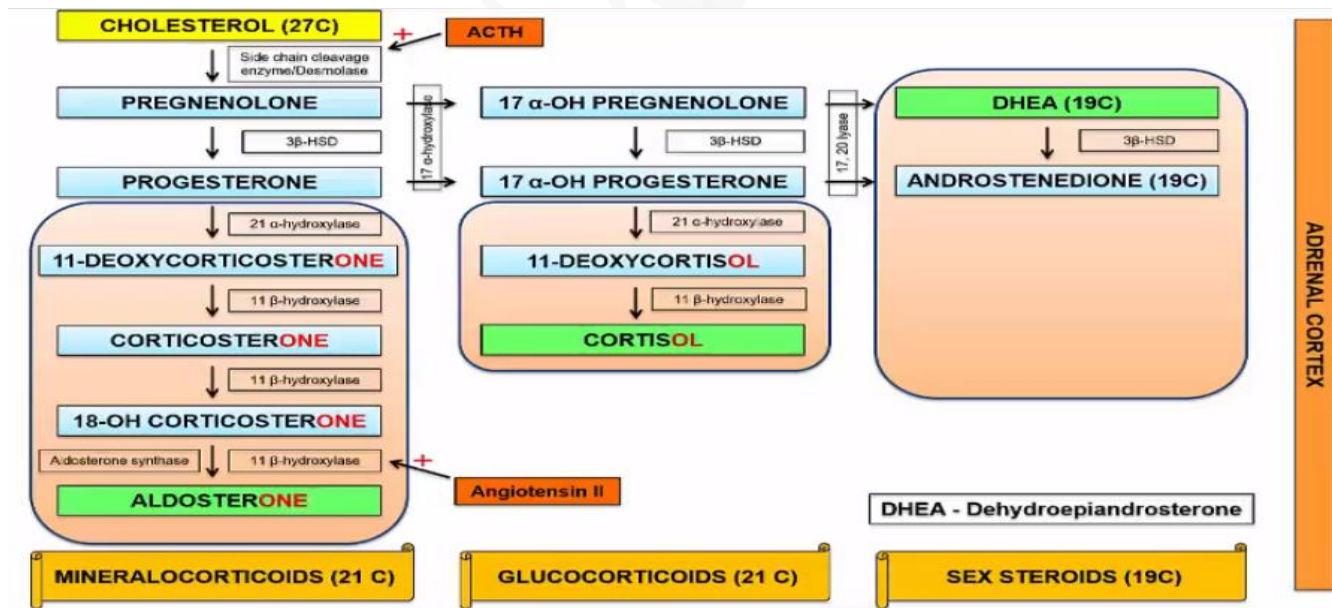 CHOLESTEROL (27C)
+
ACTH
Side chain cleavage
enzyme/Desmolase
PREGNENOLONE
17 α-hydroxylase
17 α-OH PREGNENOLONE
17, 20 lyase
DHEA (19C)
3β-HSD
3β-HSD
3β-HSD
PROGESTERONE
17 α-OH PROGESTERONE
ANDROSTENEDIONE (19C)
21 α-hydroxylase
21 α-hydroxylase
11-DEOXYCORTICOSTERONE
11-DEOXYCORTISOL
11 β-hydroxylase
11 β-hydroxylase
CORTICOSTERONE
CORTISOL
11 β-hydroxylase
18-OH CORTICOSTERONE
Aldosterone synthase
11 β-hydroxylase
+
Angiotensin II
ALDOSTERONE
DHEA - Dehydroepiandrosterone
MINERALOCORTICOIDS (21 C)
GLUCOCORTICOIDS (21 C)
SEX STEROIDS (19C)
ADRENAL CORTEX